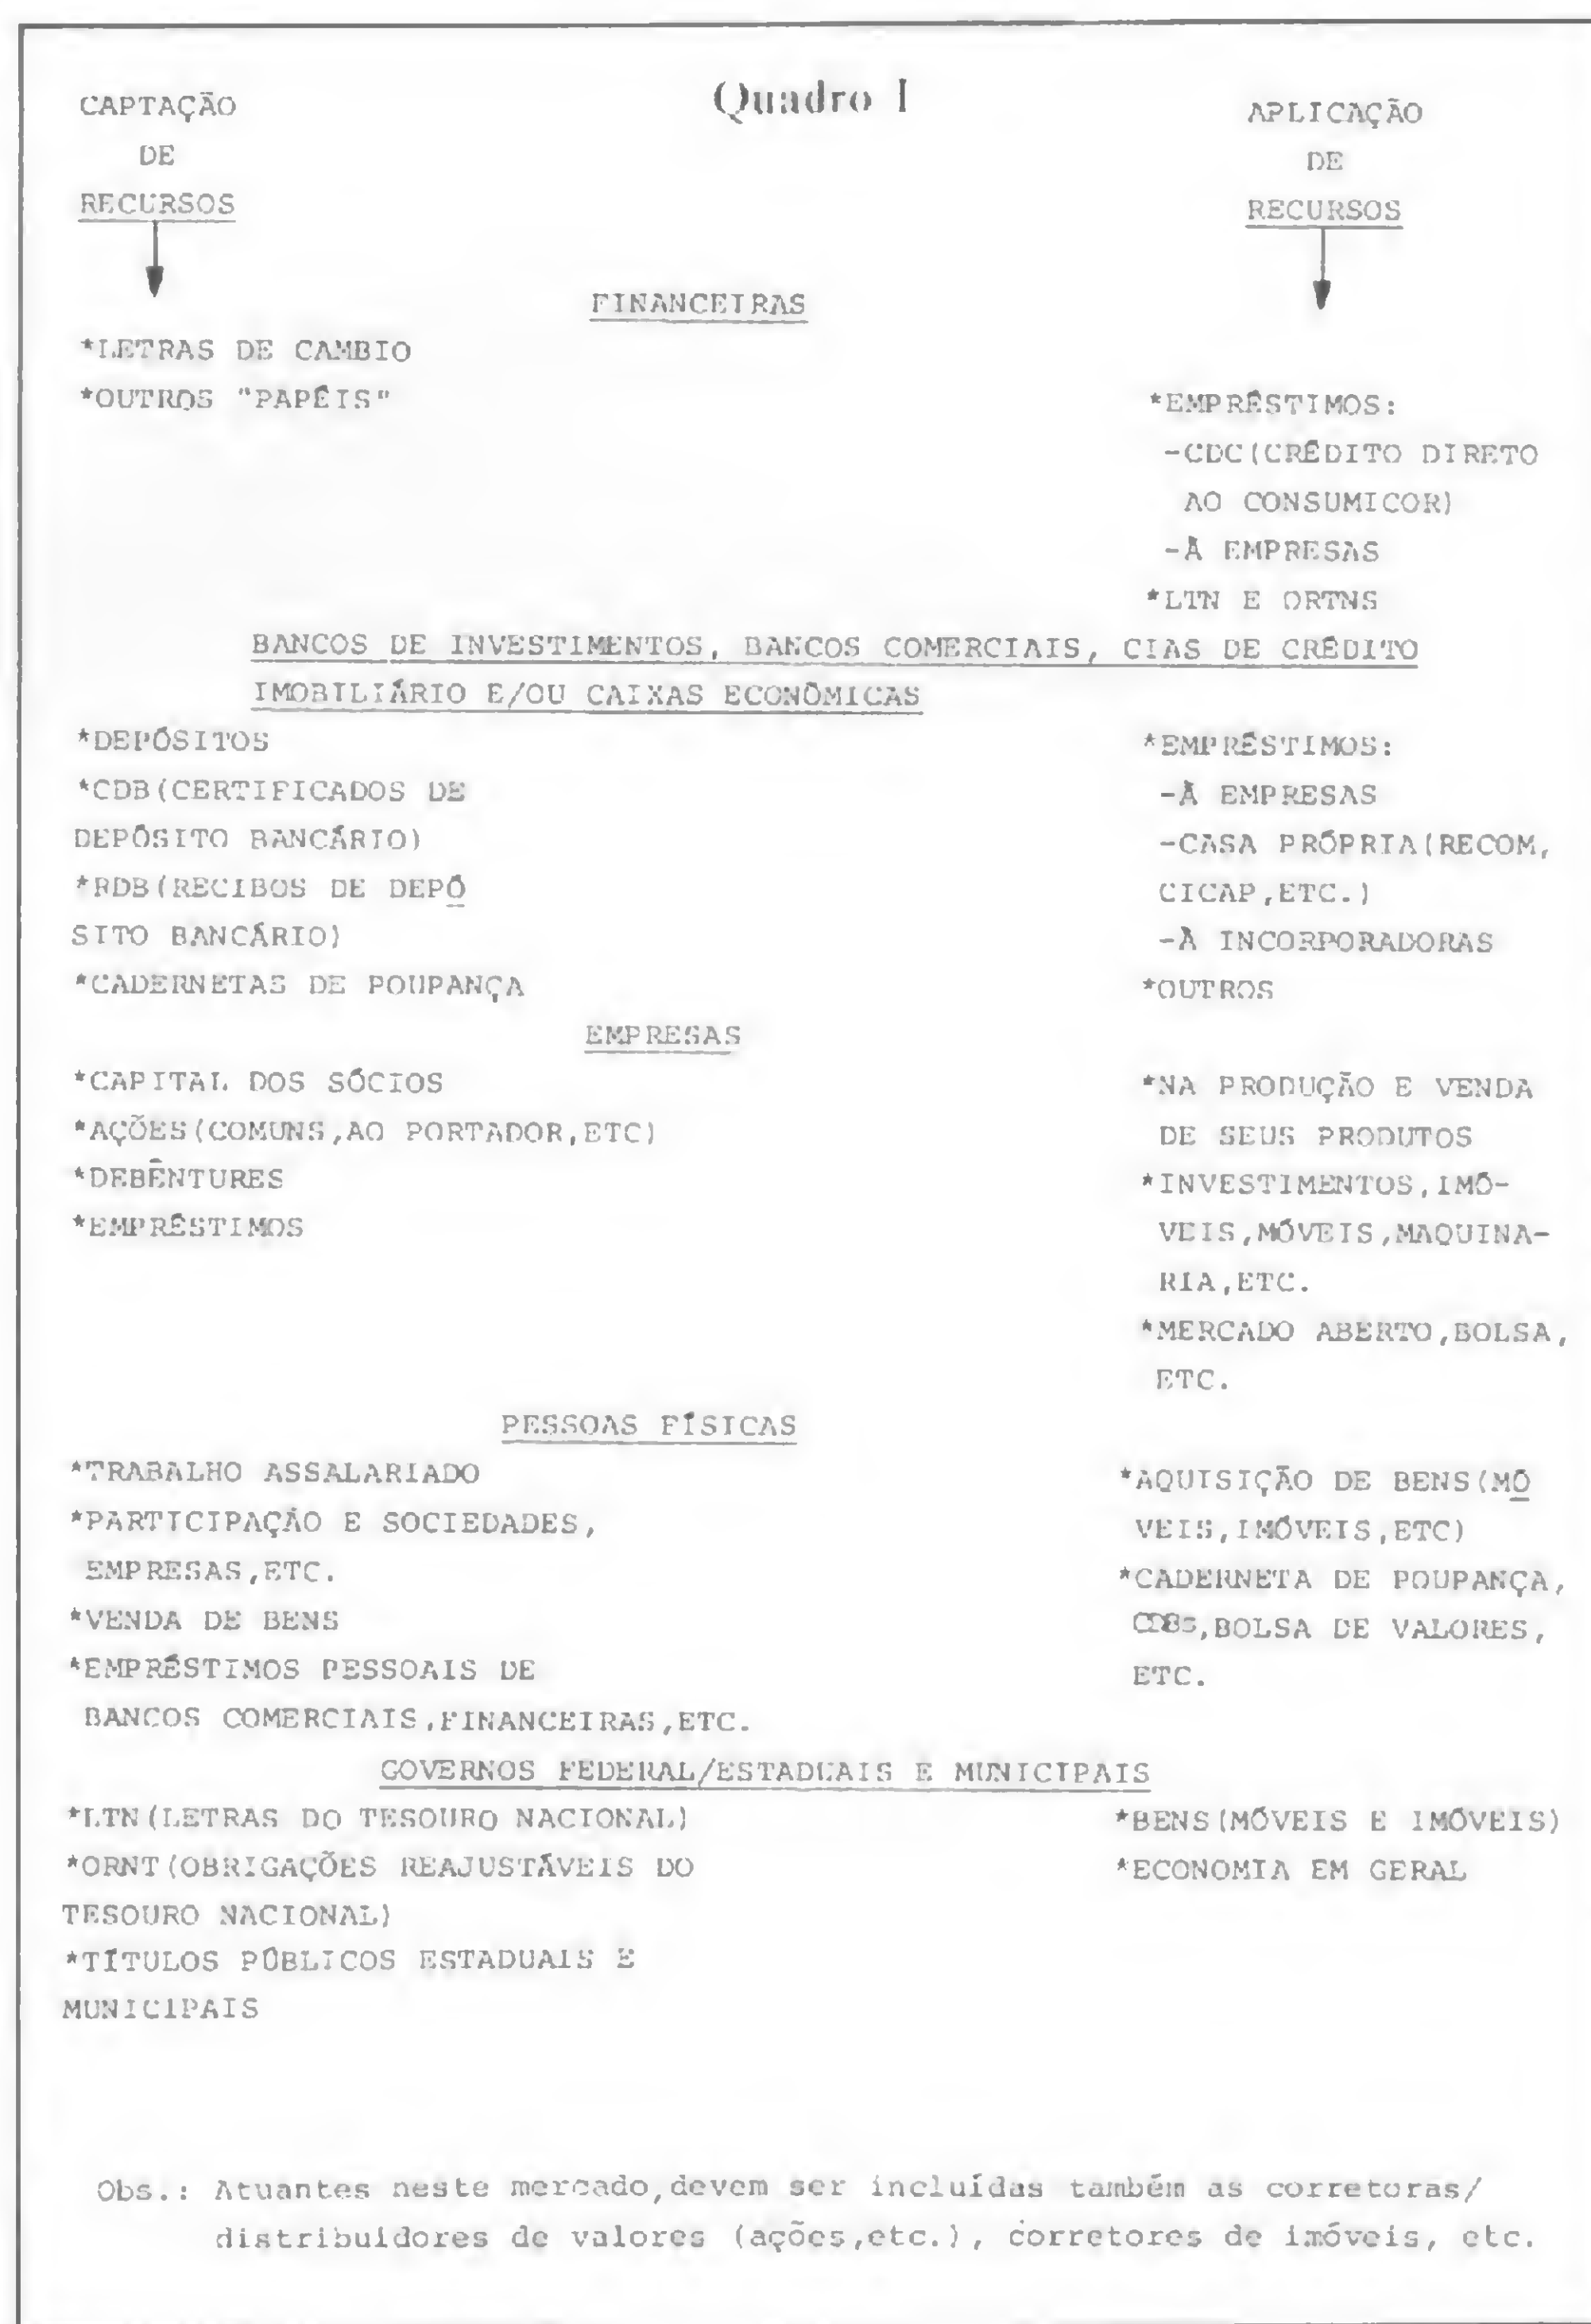 Quadro I
CAPTAÇÃO
DE
RECURSOS
APLICAÇÃO
DE
RECURSOS
FINANCEIRAS
*LETRAS DE CAMBIO
*OUTROS "PAPÉIS"
*EMPRÉSTIMOS:
-CDC(CRÉDITO DIRETO
AO CONSUMICOR)
-À EMPRESAS
*LTN E ORTNS
BANCOS DE INVESTIMENTOS, BANCOS COMERCIAIS, CIAS DE CRÉDITO
IMOBILIÁRIO E/OU CAIXAS ECONÔMICAS
*DEPÓSITOS
*CDB(CERTIFICADOS DE
DEPÓSITO BANCÁRIO)
*RDB(RECIBOS DE DEPÓ
SITO BANCÁRIO)
*CADERNETAS DE POUPANÇA
*EMPRÉSTIMOS:
-À EMPRESAS
-CASA PRÓPRIA(RECOM,
CICAP,ETC.)
-À INCORPORADORAS
*OUTROS
EMPRESAS
*CAPITAL DOS SÓCIOS
*AÇÕES(COMUNS,AO PORTADOR,ETC)
*DEBÊNTURES
*EMPRÉSTIMOS
*NA PRODUÇÃO E VENDA
DE SEUS PRODUTOS
*INVESTIMENTOS,IMÓ-
VEIS,MÓVEIS,MAQUINA-
RIA,ETC.
*MERCADO ABERTO,BOLSA,
ETC.
PESSOAS FÍSICAS
*TRABALHO ASSALARIADO
*PARTICIPAÇÃO E SOCIEDADES,
EMPRESAS,ETC.
*VENDA DE BENS
*EMPRÉSTIMOS PESSOAIS DE
BANCOS COMERCIAIS,FINANCEIRAS,ETC.
*AQUISIÇÃO DE BENS(MÓ
VEIS,IMÓVEIS,ETC)
*CADERNETA DE POUPANÇA,
CDBs,BOLSA DE VALORES,
ETC.
GOVERNOS FEDERAL/ESTADUAIS E MUNICIPAIS
*LTN(LETRAS DO TESOURO NACIONAL)
*ORNT(OBRIGAÇÕES REAJUSTÁVEIS DO
TESOURO NACIONAL)
*TÍTULOS PÚBLICOS ESTADUAIS E
MUNICIPAIS
*BENS(MÓVEIS E IMÓVEIS)
*ECONOMIA EM GERAL
Obs.: Atuantes neste mercado,devem ser incluídas também as corretoras/
distribuidores de valores (ações,etc.), corretores de imóveis, etc.